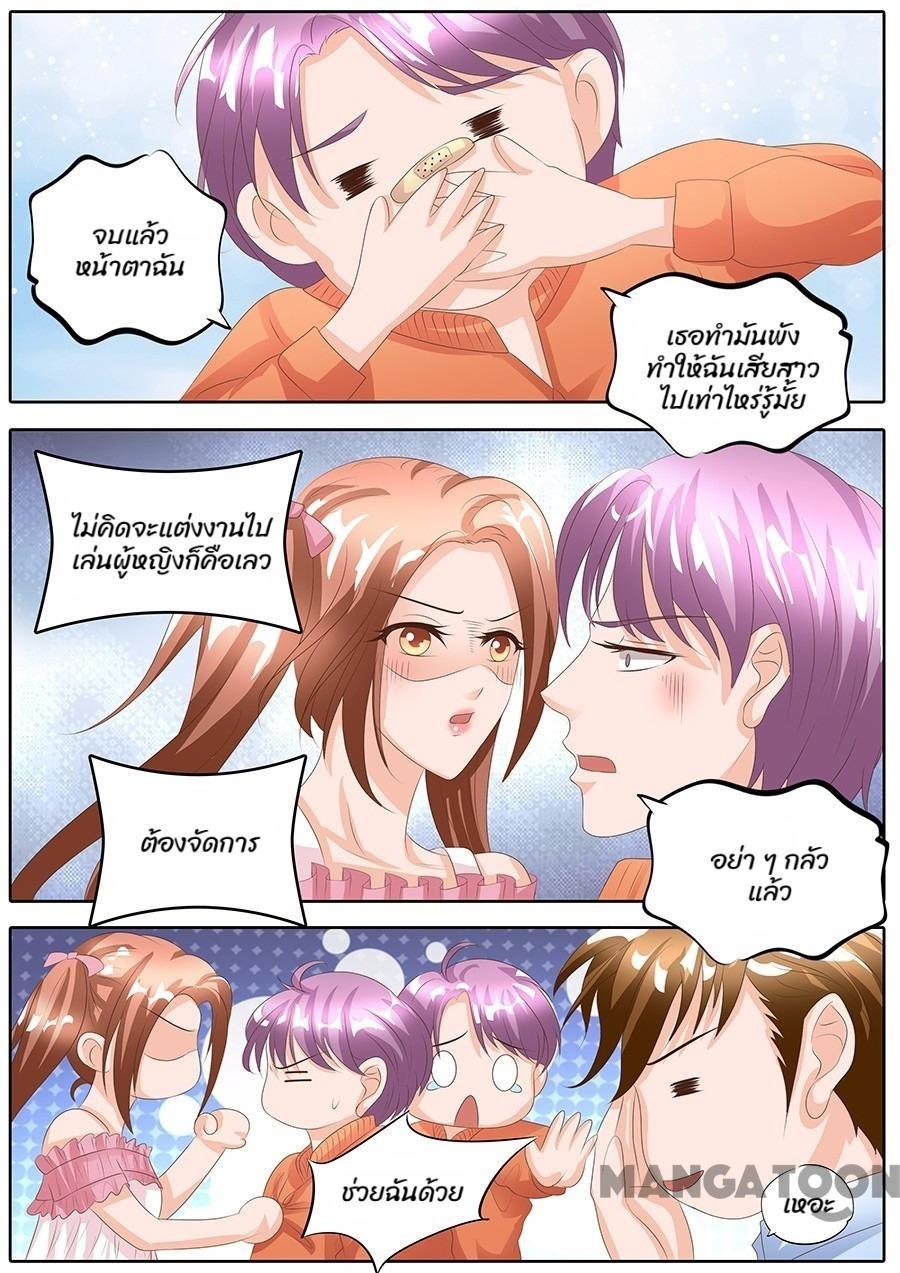 จบแล้ว
หน้าตาฉัน
เธอทำมันพัง
ทำให้ฉันเสียสาว
ไปเท่าไหร่รู้มั้ย
ไม่คิดจะแต่งงานไป
เล่นผู้หญิงก็คือเลว
ต้องจัดการ
อย่า ๆ กลัว
แล้ว
ช่วยฉันด้วย
เหอะ
MANGATOON